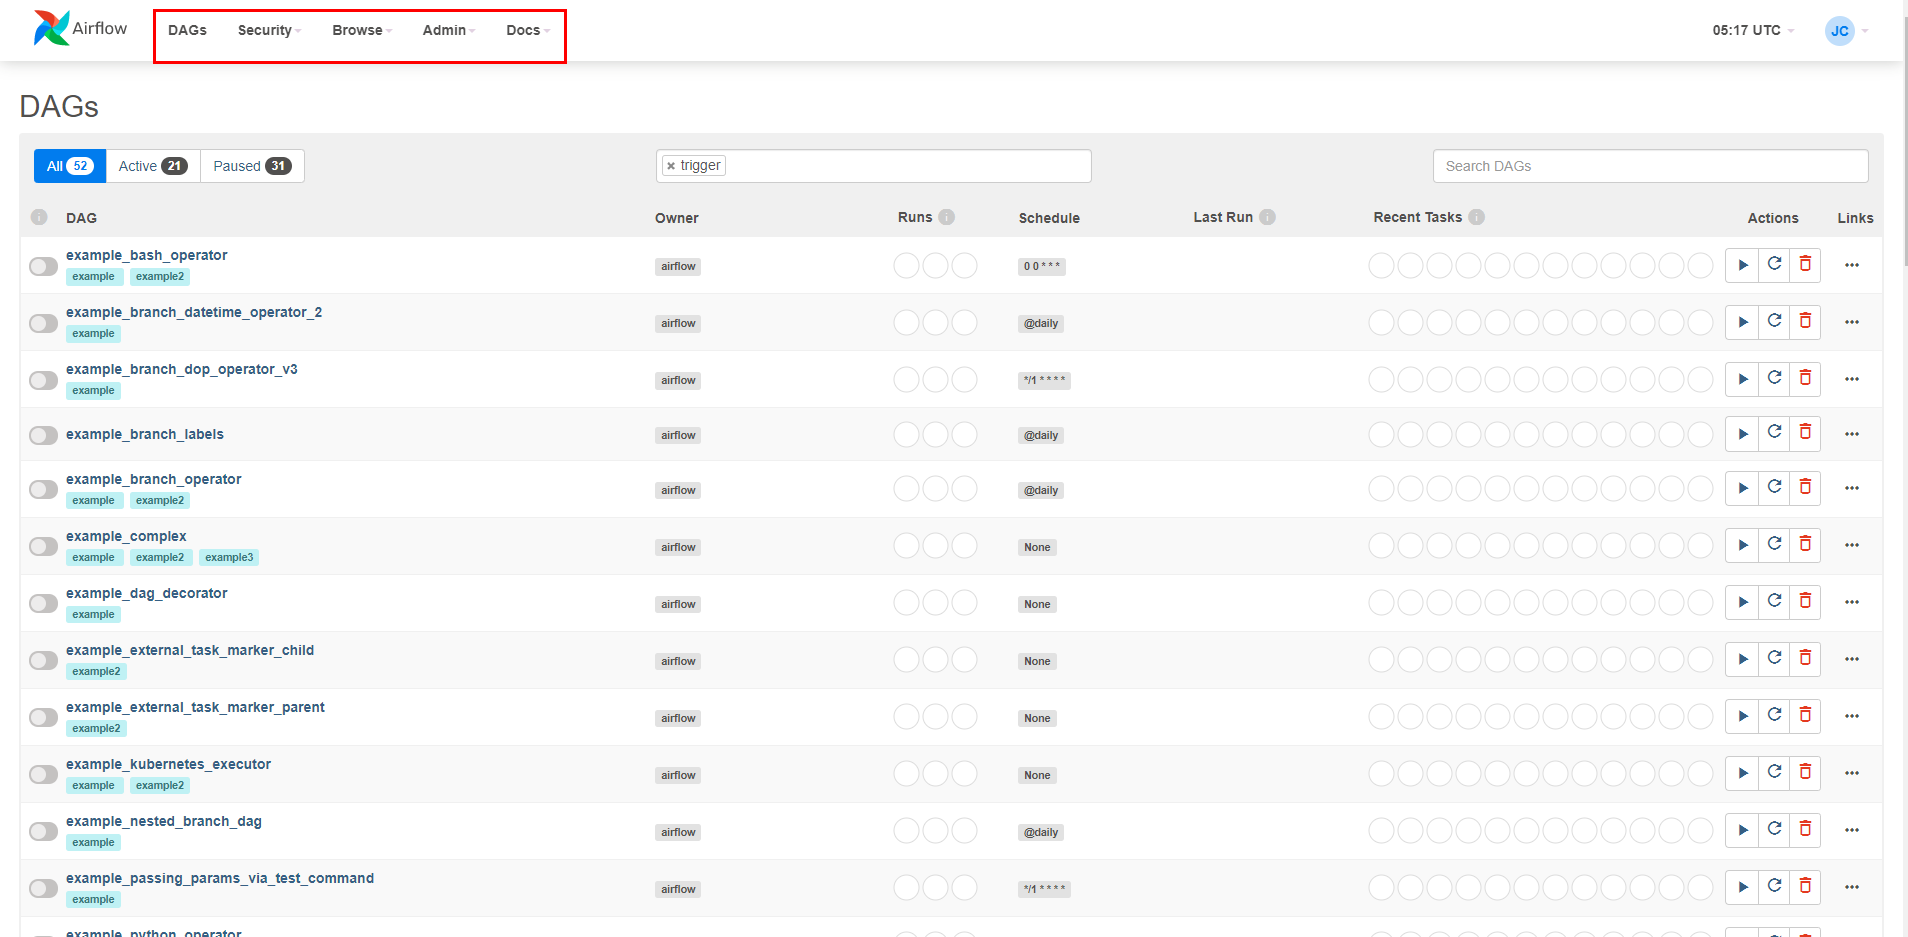 Airflow DAGs Security Browse Admin Docs 05:17 UTC JC
DAGs
All 52 Active 21 Paused 31 × trigger Search DAGs
i DAG Owner Runs i Schedule Last Run i Recent Tasks i Actions Links
example_bash_operator
example example2 airflow 0 0 * * *
example_branch_datetime_operator_2
example airflow @daily
example_branch_dop_operator_v3
example airflow */1 * * * *
example_branch_labels airflow @daily
example_branch_operator
example example2 airflow @daily
example_complex
example example2 example3 airflow None
example_dag_decorator
example airflow None
example_external_task_marker_child
example2 airflow None
example_external_task_marker_parent
example2 airflow None
example_kubernetes_executor
example example2 airflow None
example_nested_branch_dag
example airflow @daily
example_passing_params_via_test_command
example airflow */1 * * * *
example_python_operator